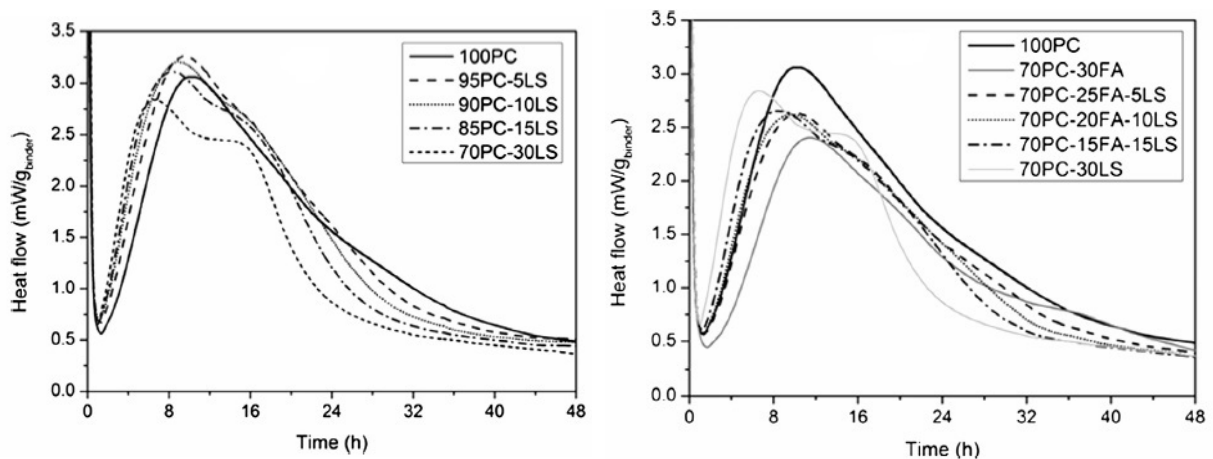 3.5
3.0
2.5
2.0
1.5
1.0
0.5
0.0
Heat flow (mW/gbinder)
0 8 16 24 32 40 48
Time (h)
100PC
95PC-5LS
90PC-10LS
85PC-15LS
70PC-30LS
3.5
3.0
2.5
2.0
1.5
1.0
0.5
0.0
Heat flow (mW/gbinder)
0 8 16 24 32 40 48
Time (h)
100PC
70PC-30FA
70PC-25FA-5LS
70PC-20FA-10LS
70PC-15FA-15LS
70PC-30LS